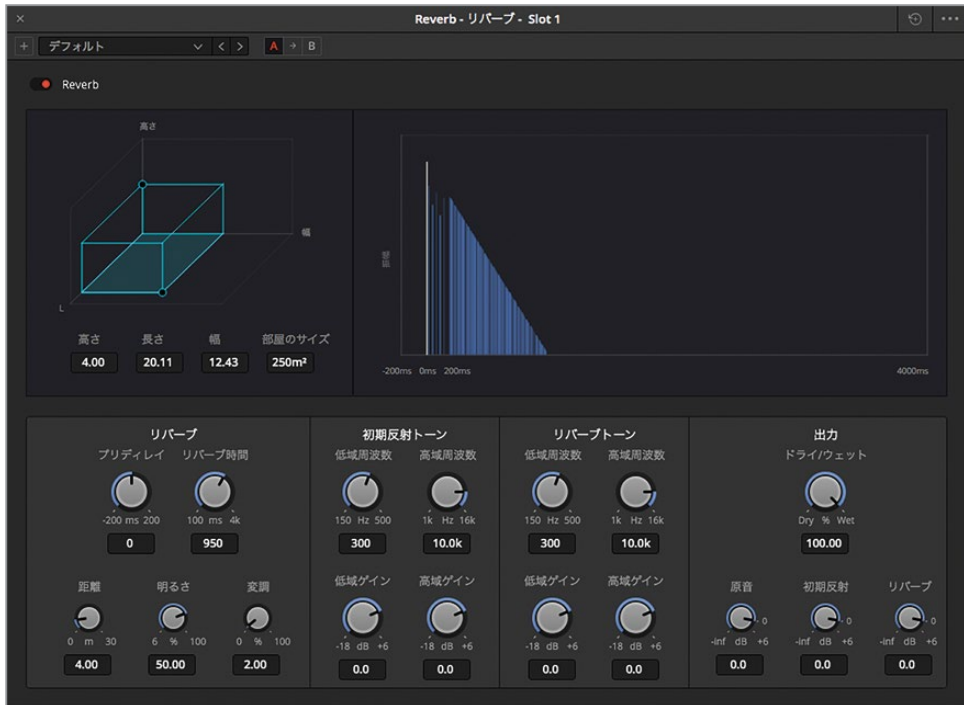 Reverb - リバーブ - Slot 1
+ デフォルト < > A → B
Reverb
高さ
幅
L
高さ 長さ 幅 部屋のサイズ
4.00 20.11 12.43 250m²
振幅
-200ms 0ms 200ms 4000ms
リバーブ
プリディレイ リバーブ時間
-200 ms 200 100 ms 4k
0 950
距離 明るさ 変調
0 m 30 6 % 100 0 % 100
4.00 50.00 2.00
初期反射トーン
低域周波数 高域周波数
150 Hz 500 1k Hz 16k
300 10.0k
低域ゲイン 高域ゲイン
-18 dB +6 -18 dB +6
0.0 0.0
リバーブトーン
低域周波数 高域周波数
150 Hz 500 1k Hz 16k
300 10.0k
低域ゲイン 高域ゲイン
-18 dB +6 -18 dB +6
0.0 0.0
出力
ドライ/ウェット
Dry % Wet
100.00
原音 初期反射 リバーブ
0 0 0
-inf dB +6 -inf dB +6 -inf dB +6
0.0 0.0 0.0